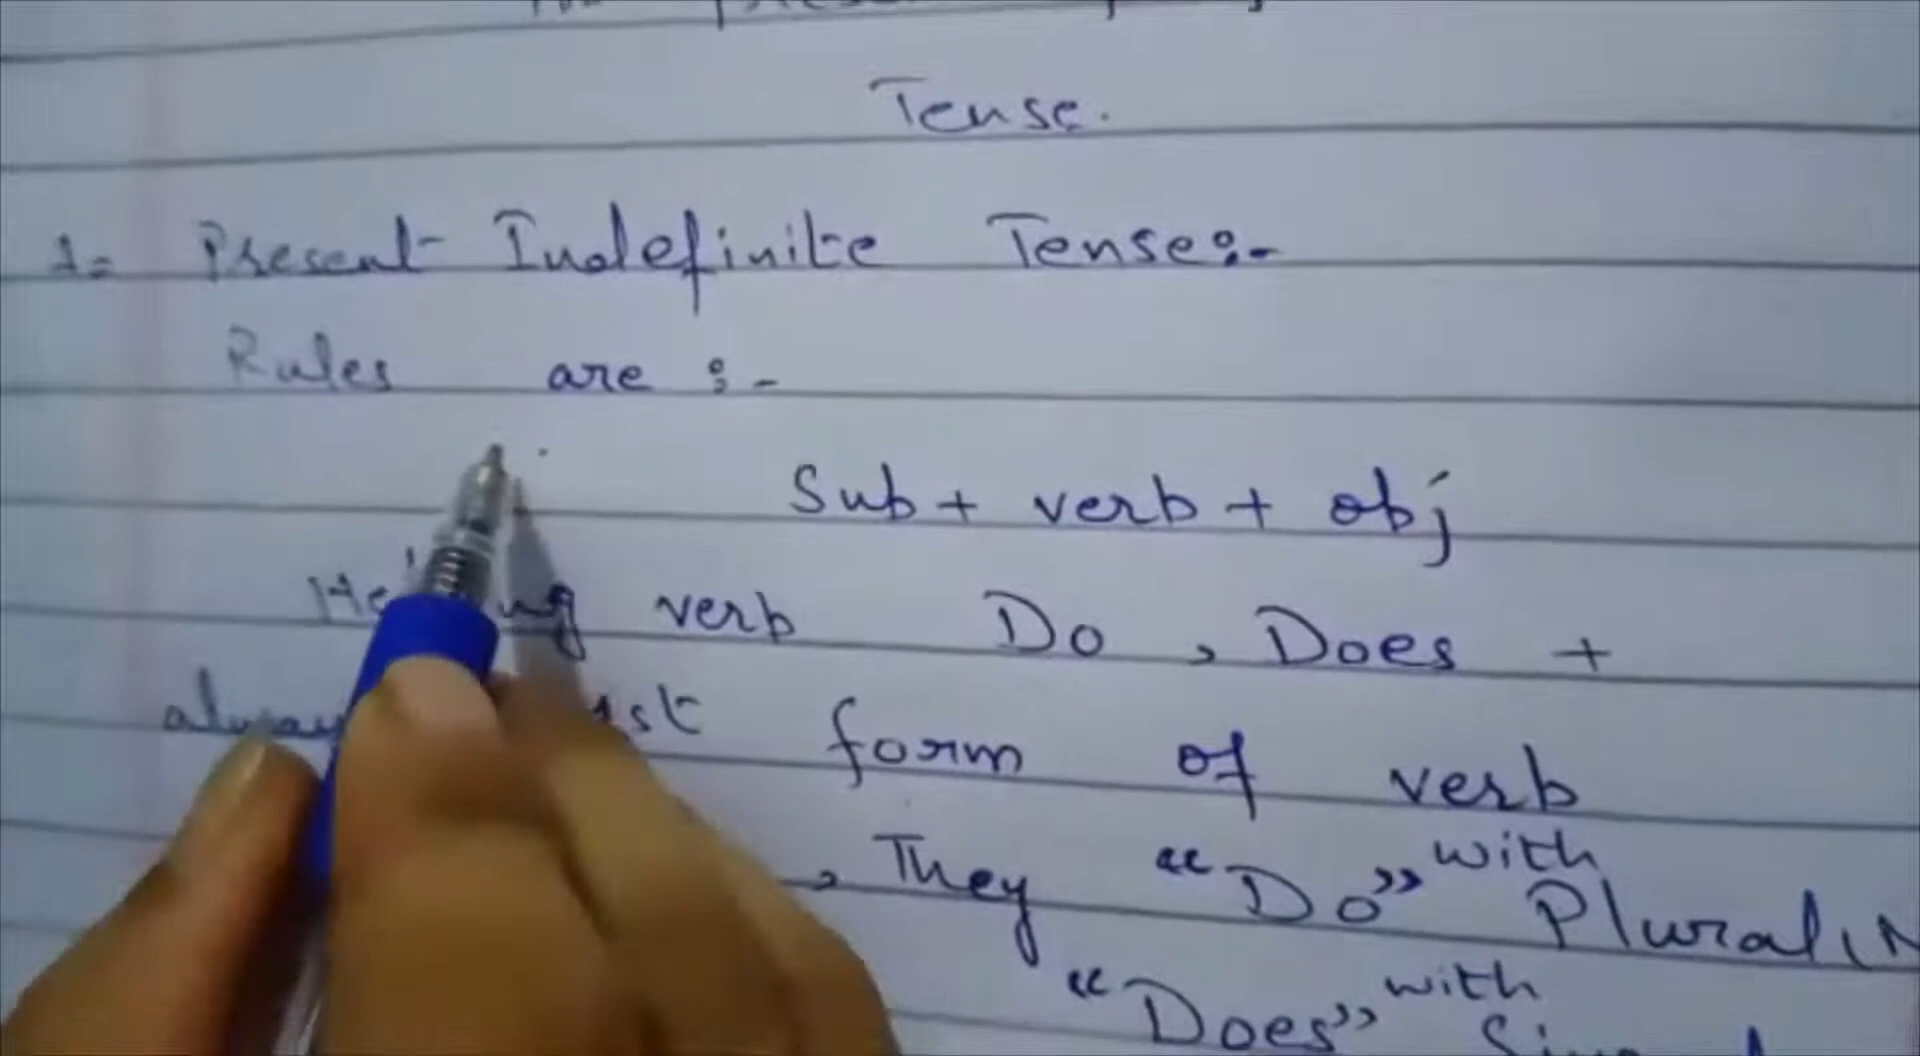 Tense.
1= Present Indefinite Tense:-
Rules are :-
Sub + verb + obj
verb Do , Does +
1st form of verb
, They "Do" with Plural (N
"Does" with